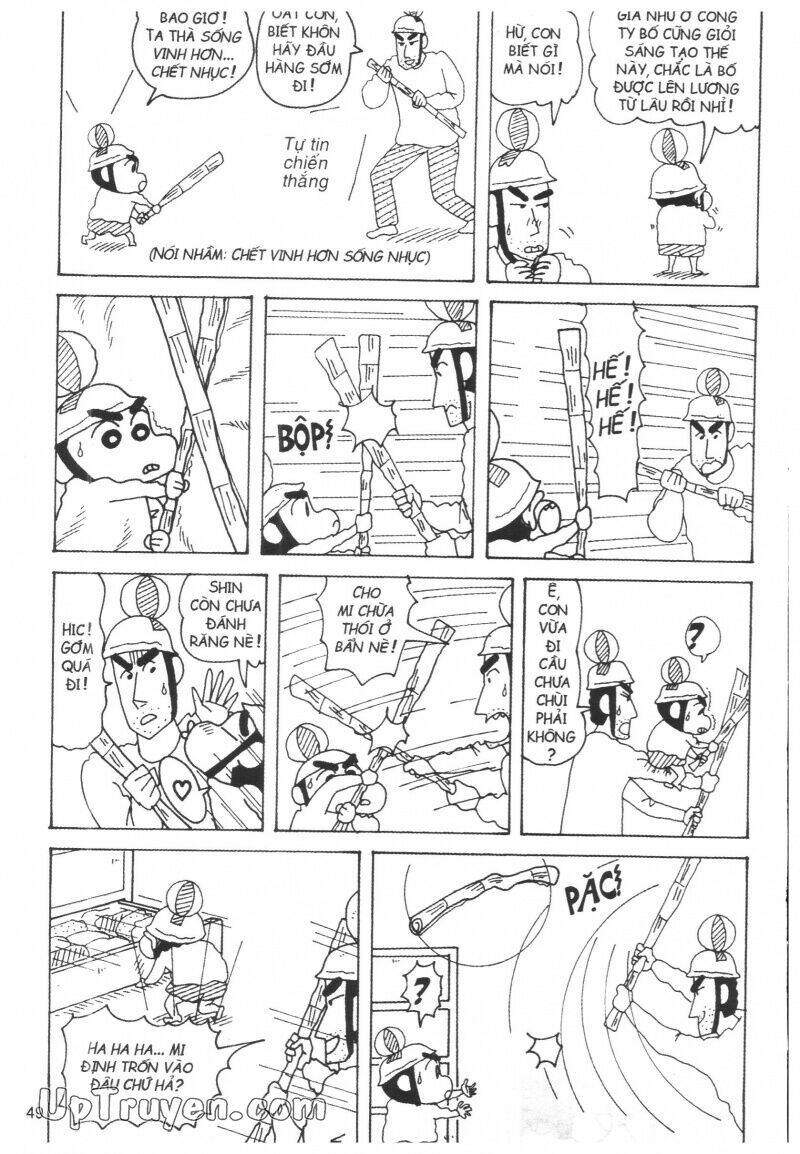 GIÁ NHƯ Ở CÔNG
TY BỐ CŨNG GIỎI
SÁNG TẠO THẾ
NÀY, CHẮC LÀ BỐ
ĐƯỢC LÊN LƯƠNG
TỪ LÂU RỒI NHỈ!
HỪ, CON
BIẾT GÌ
MÀ NÓI!
OẮT CON,
BIẾT KHÔN
HÃY ĐẦU
HÀNG SỚM
ĐI!
BAO GIỜ!
TA THÀ SỐNG
VINH HƠN...
CHẾT NHỤC!
Tự tin
chiến
thắng
(NÓI NHẦM: CHẾT VINH HƠN SỐNG NHỤC)
HẾ!
HẾ!
HẾ!
BỘP!
?
Ê,
CON
VỪA
ĐI
CẦU
CHƯA
CHÙI
PHẢI
KHÔNG
?
CHO
MI CHỪA
THÓI Ở
BẨN NÈ!
SHIN
CÒN CHƯA
ĐÁNH
RĂNG NÈ!
HIC!
GỚM
QUÁ
ĐI!
PẶC!
?
HA HA HA... MI
ĐỊNH TRỐN VÀO
ĐÂU CHỨ HẢ?
49
UpTruyen.com